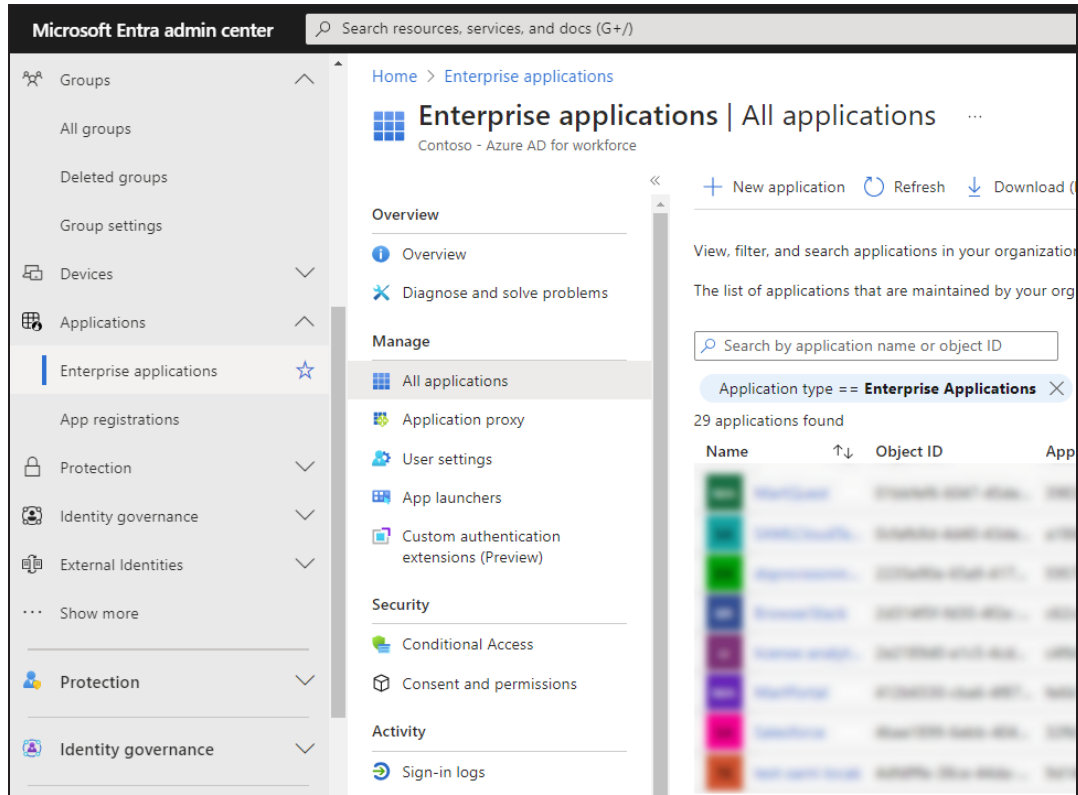 Microsoft Entra admin center
Search resources, services, and docs (G+/)
Groups
All groups
Deleted groups
Group settings
Devices
Applications
Enterprise applications
App registrations
Protection
Identity governance
External Identities
··· Show more
Protection
Identity governance
Home > Enterprise applications
Enterprise applications | All applications ···
Contoso - Azure AD for workforce
«
Overview
Overview
Diagnose and solve problems
Manage
All applications
Application proxy
User settings
App launchers
Custom authentication
extensions (Preview)
Security
Conditional Access
Consent and permissions
Activity
Sign-in logs
+ New application Refresh Download (
View, filter, and search applications in your organization
The list of applications that are maintained by your org
Search by application name or object ID
Application type == Enterprise Applications ×
29 applications found
Name ↑↓ Object ID App